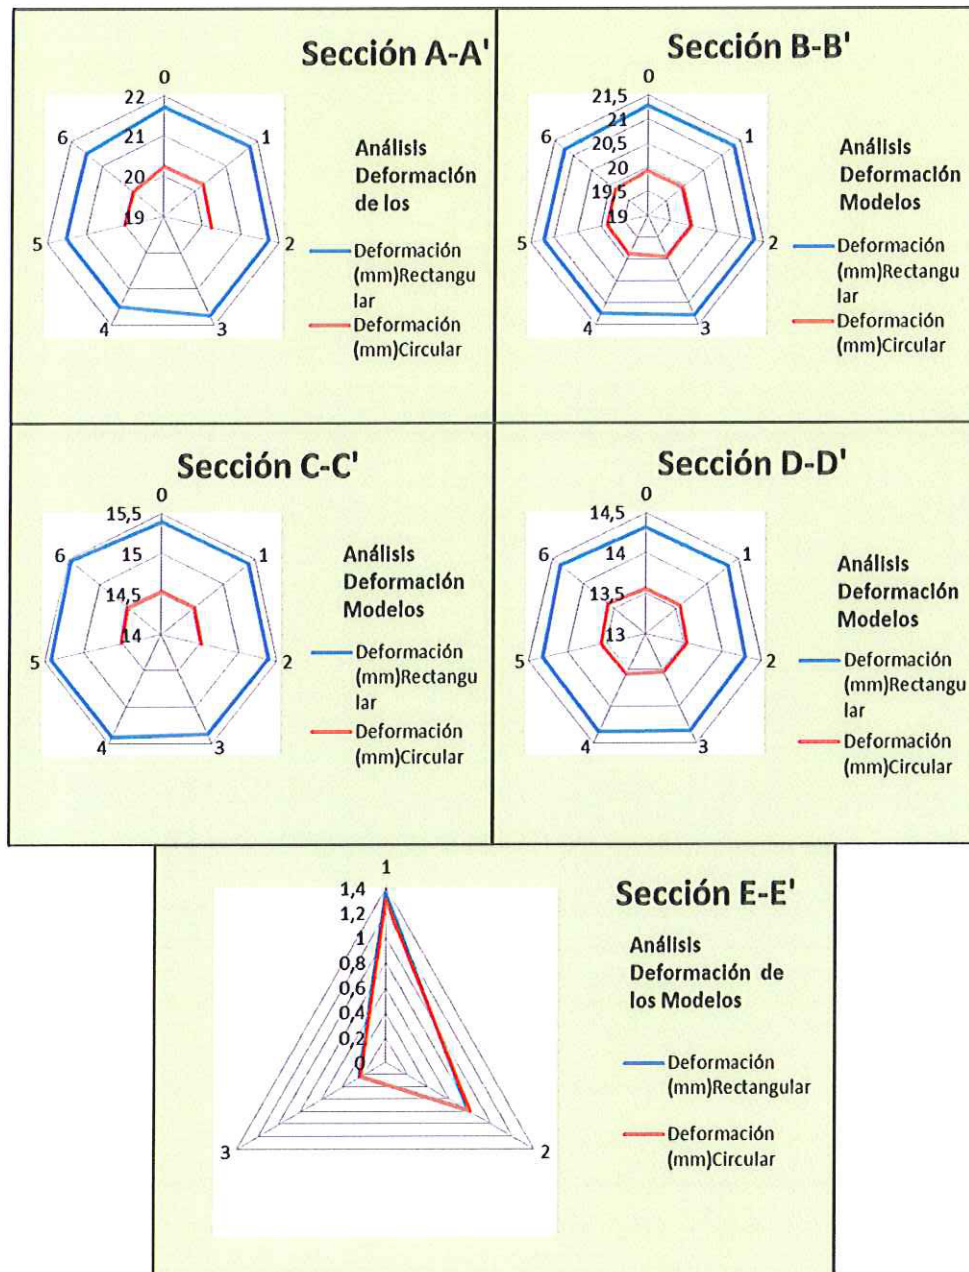 Sección A-A'
0
22
6
1
21
20
19
5
2
4
3
Análisis
Deformación
de los
Deformación
(mm)Rectangu
lar
Deformación
(mm)Circular
Sección B-B'
0
21,5
6
21
1
20,5
20
19,5
19
5
2
4
3
Análisis
Deformación
Modelos
Deformación
(mm)Rectangu
lar
Deformación
(mm)Circular
Sección C-C'
0
15,5
6
15
1
14,5
14
5
2
4
3
Análisis
Deformación
Modelos
Deformación
(mm)Rectangu
lar
Deformación
(mm)Circular
Sección D-D'
0
14,5
6
14
1
13,5
13
5
2
4
3
Análisis
Deformación
Modelos
Deformación
(mm)Rectangu
lar
Deformación
(mm)Circular
1
1,4
1,2
1
0,8
0,6
0,4
0,2
0
3
2
Sección E-E'
Análisis
Deformación de
los Modelos
Deformación
(mm)Rectangular
Deformación
(mm)Circular